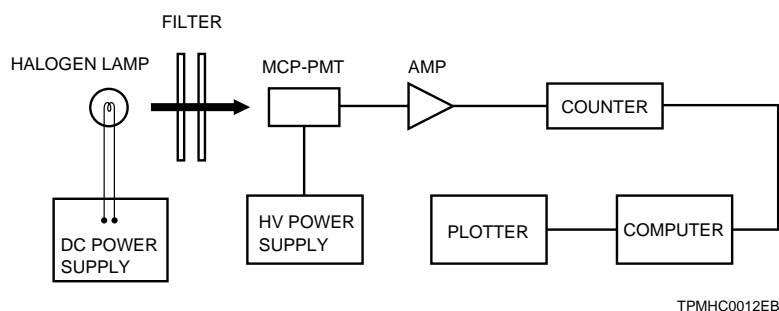 FILTER
HALOGEN LAMP
MCP-PMT
AMP
COUNTER
DC POWER
SUPPLY
HV POWER
SUPPLY
PLOTTER
COMPUTER
TPMHC0012EB